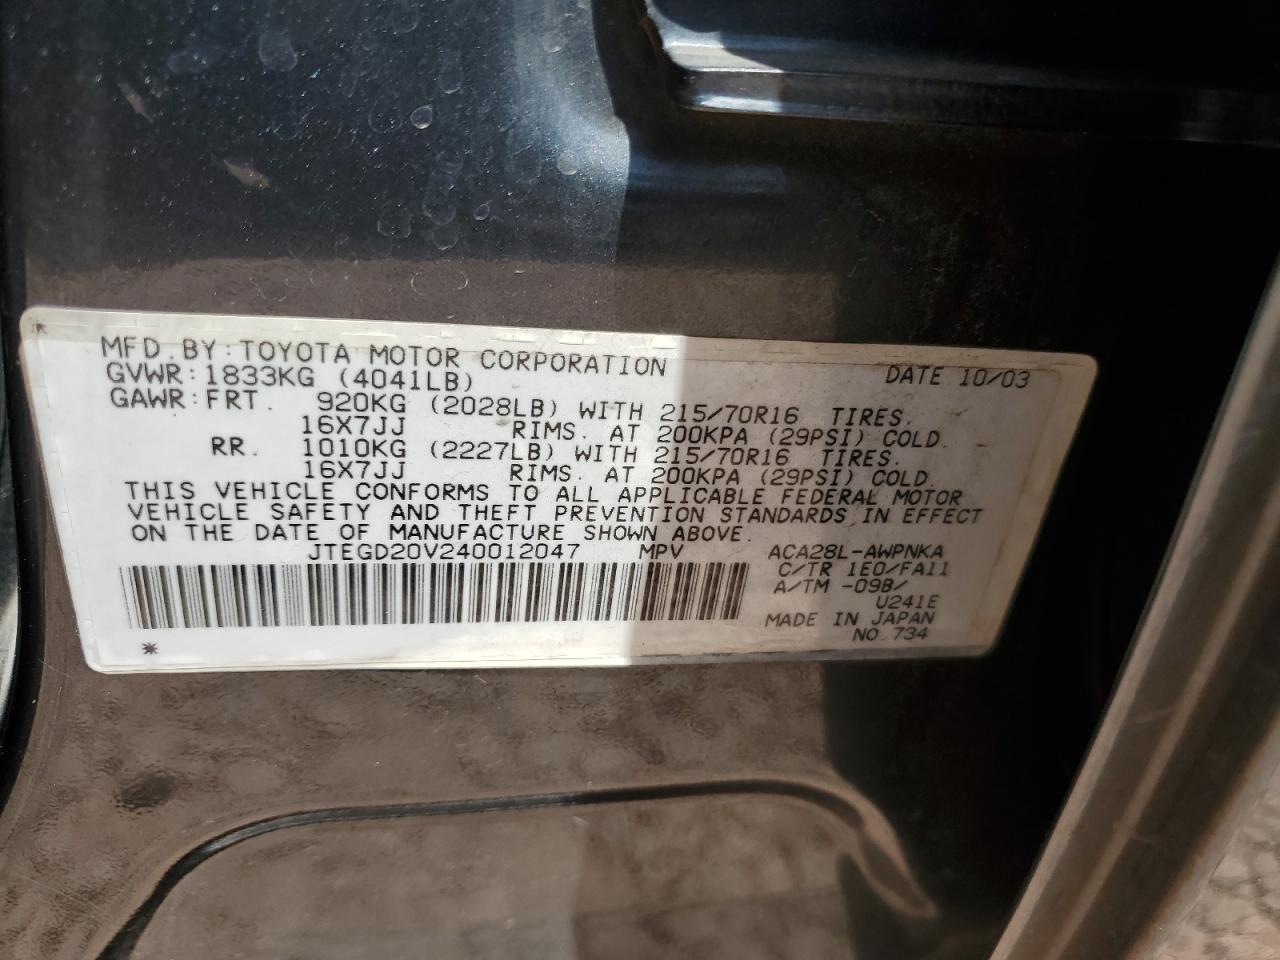 MFD. BY: TOYOTA MOTOR CORPORATION DATE 10/03
GVWR: 1833KG (4041LB)
GAWR: FRT. 920KG (2028LB) WITH 215/70R16 TIRES.
16X7JJ RIMS. AT 200KPA (29PSI) COLD.
RR. 1010KG (2227LB) WITH 215/70R16 TIRES.
16X7JJ RIMS. AT 200KPA (29PSI) COLD.
THIS VEHICLE CONFORMS TO ALL APPLICABLE FEDERAL MOTOR
VEHICLE SAFETY AND THEFT PREVENTION STANDARDS IN EFFECT
ON THE DATE OF MANUFACTURE SHOWN ABOVE.
JTEGD20V240012047 MPV ACA28L-AWPNKA
C/TR 1E0/FA11
A/TM -09B/
U241E
MADE IN JAPAN
NO. 734